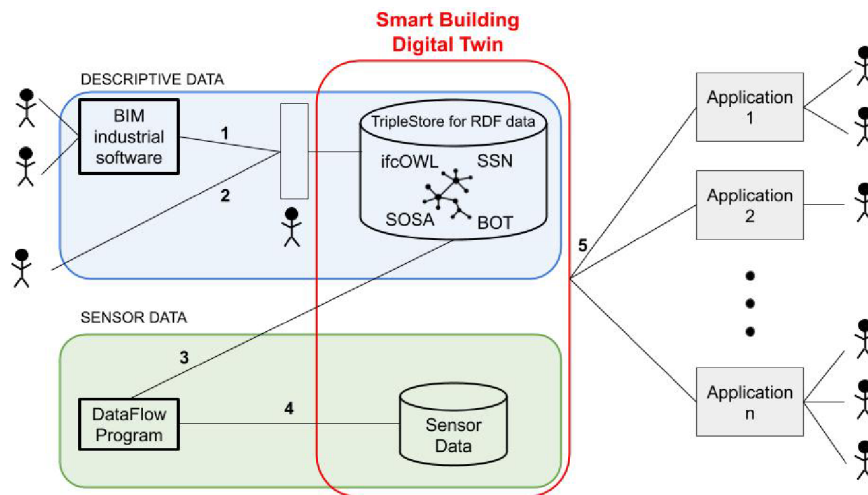 Smart Building
Digital Twin
DESCRIPTIVE DATA
BIM
industrial
software
1
2
TripleStore for RDF data
ifcOWL
SSN
SOSA
BOT
SENSOR DATA
3
DataFlow
Program
4
Sensor
Data
5
Application
1
Application
2
Application
n